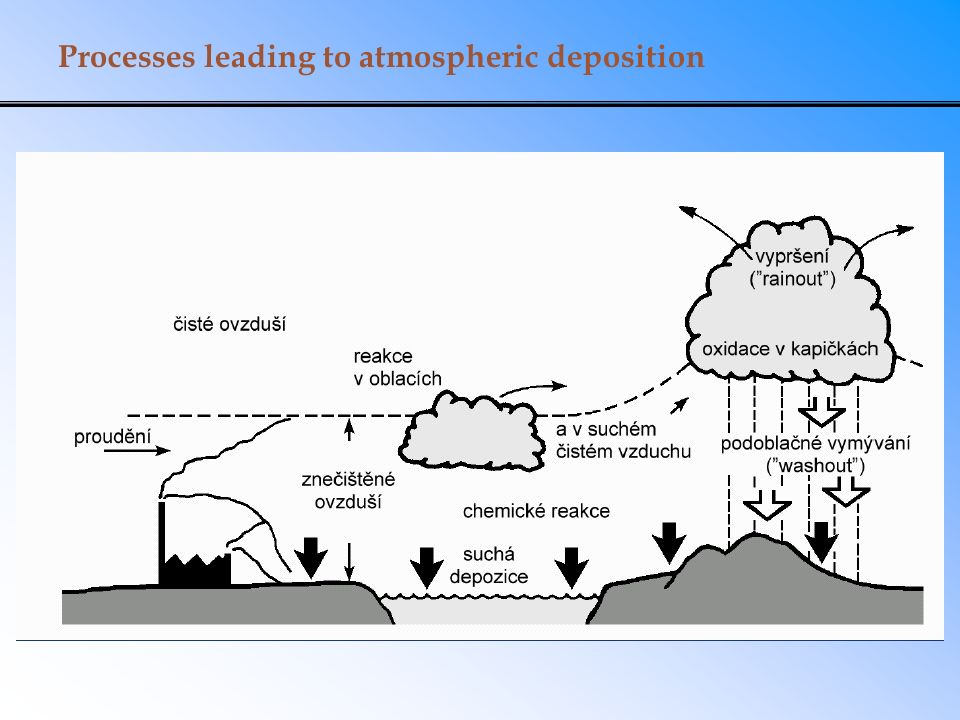 Processes leading to atmospheric deposition
vypršení
("rainout")
čisté ovzduší
oxidace v kapičkách
reakce
v oblacích
proudění
a v suchém
čistém vzduchu
podoblačné vymývání
("washout")
znečištěné
ovzduší
chemické reakce
suchá
depozice